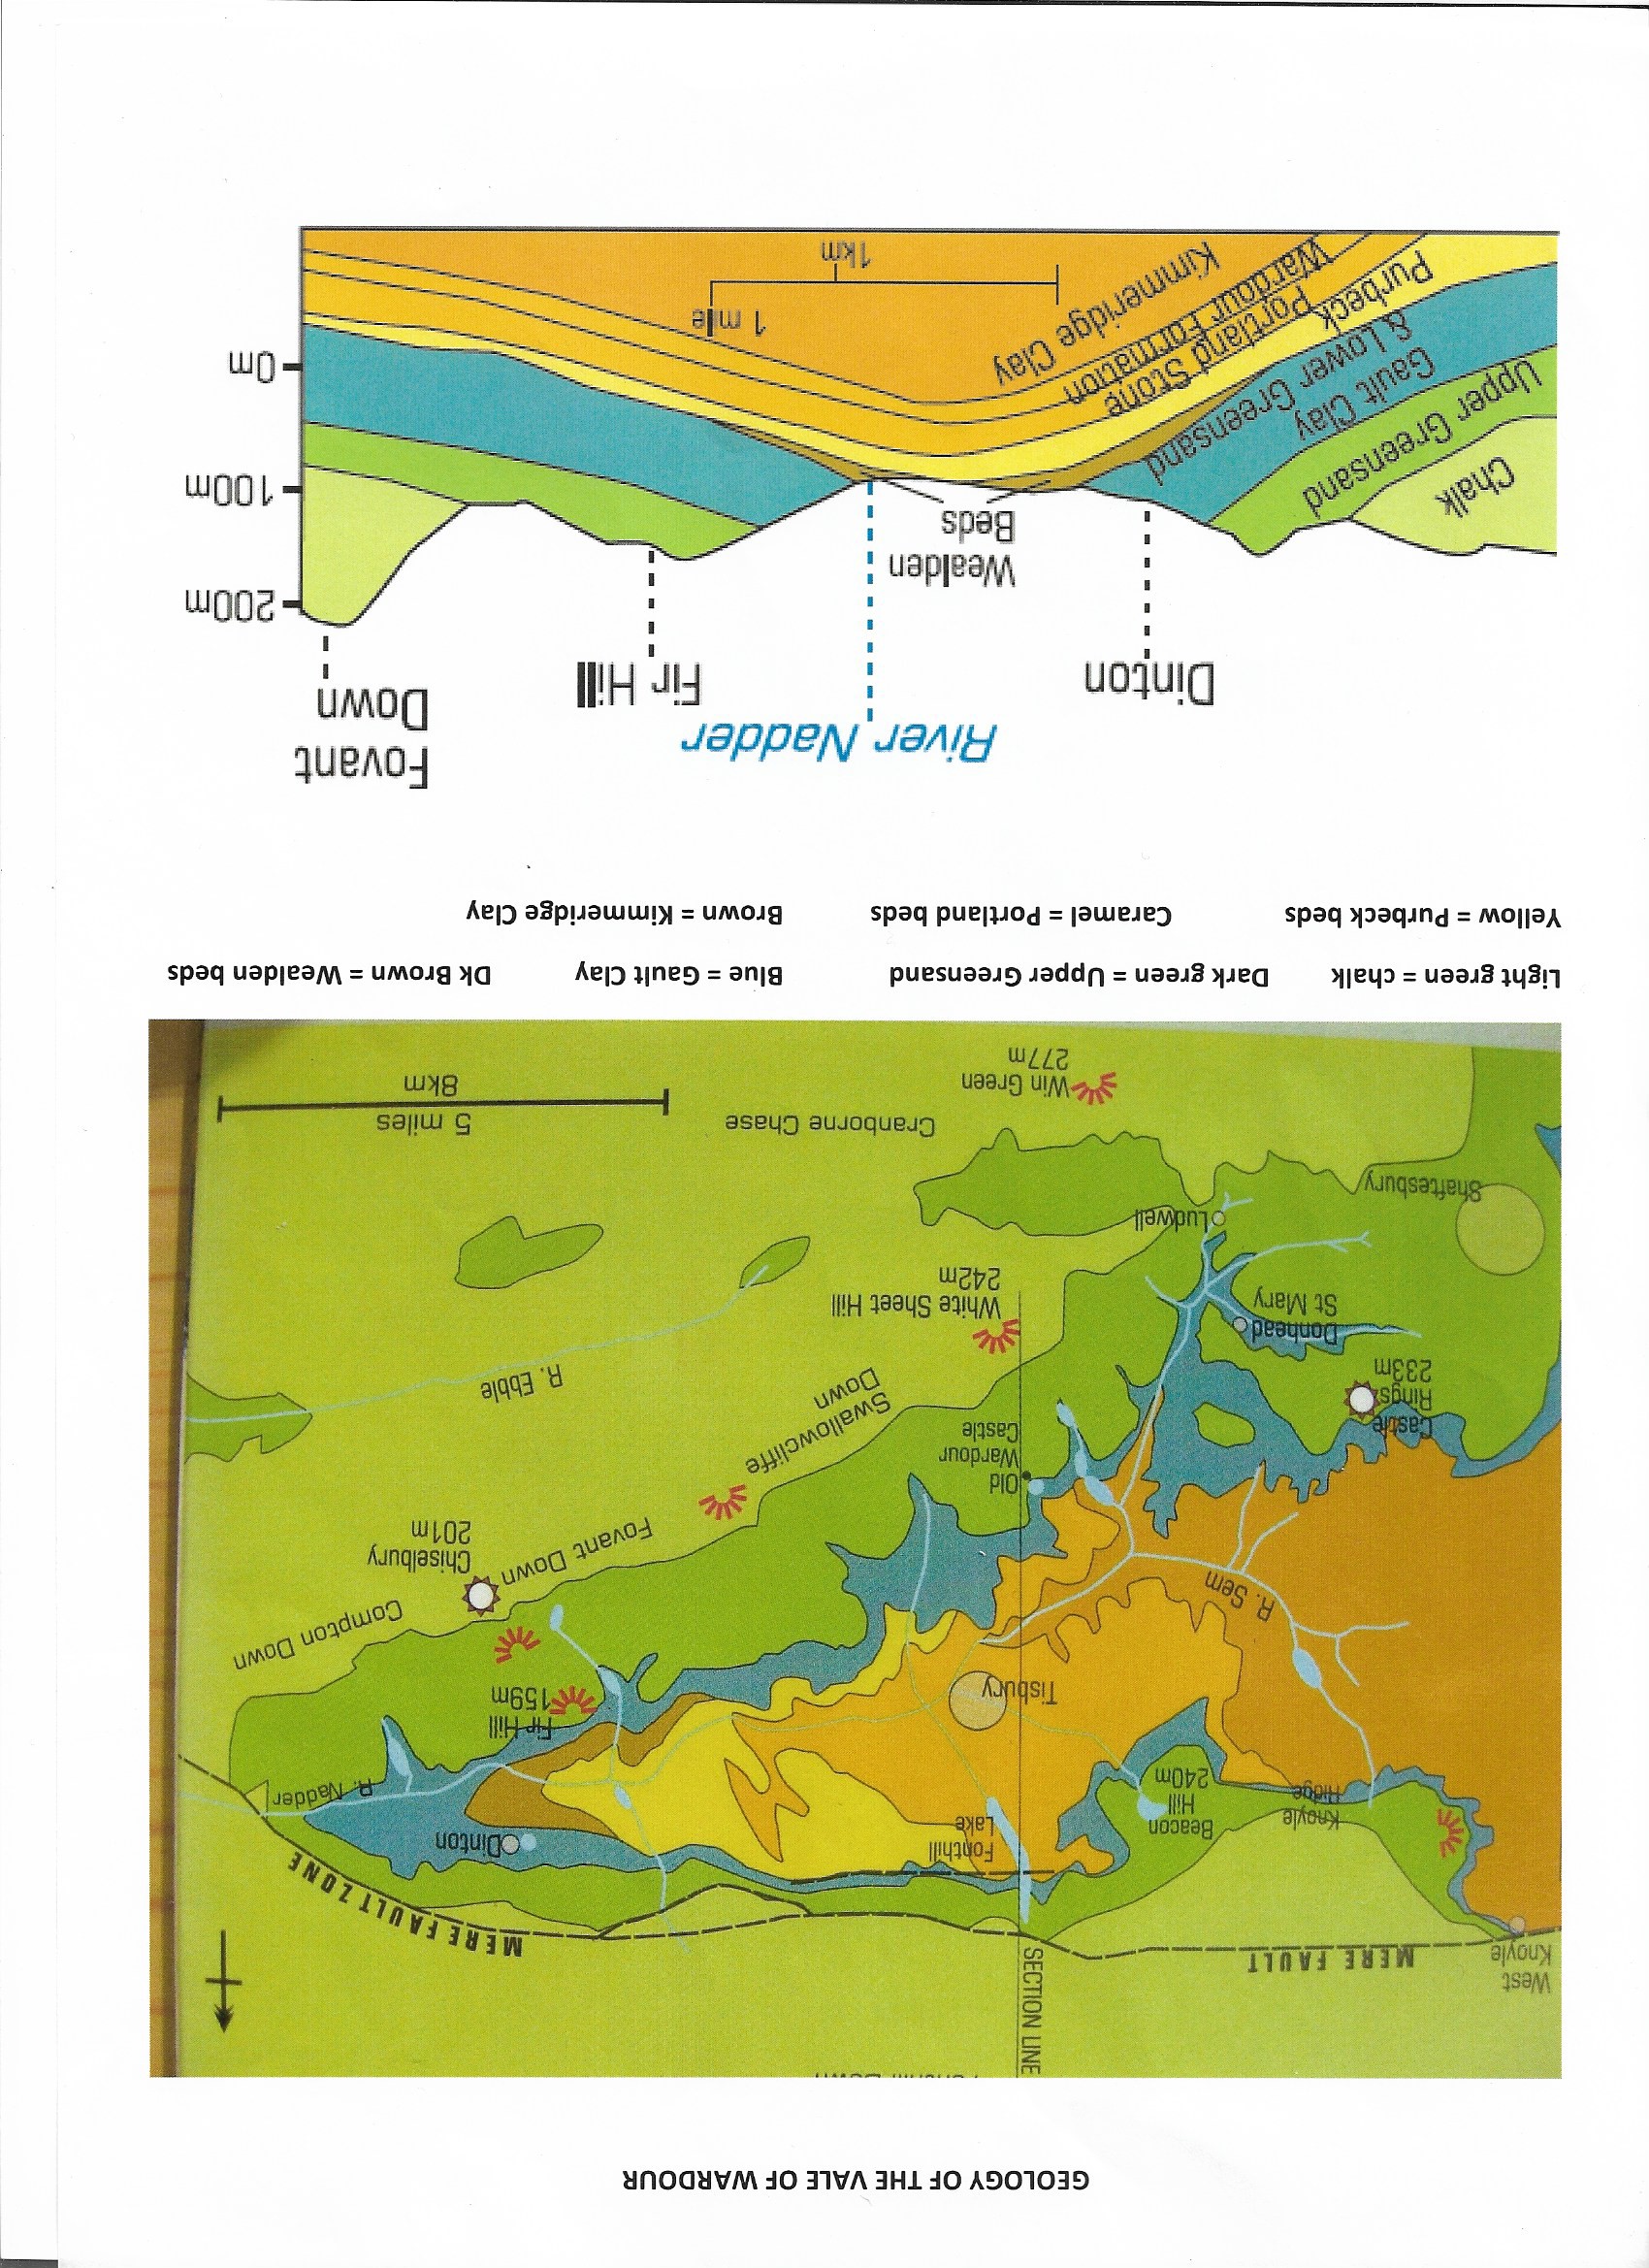 GEOLOGY OF THE VALE OF WARDOUR
SECTION LINE
West
Knoyle
MERE FAULT
MERE FAULT ZONE
Fonthill
Lake
Dinton
Beacon
Hill
240m
Knoyle
Ridge
R. Nadder
Fir Hill
159m
Tisbury
Compton Down
R. Sem
Fovant Down
Chiselbury
201m
Old
Wardour
Castle
Swallowcliffe
Down
Castle
Rings
233m
R. Ebble
Donhead
St Mary
White Sheet Hill
242m
Ludwell
Shaftesbury
Cranborne Chase
5 miles
8km
Win Green
277m
Light green = chalk Dark green = Upper Greensand Blue = Gault Clay Dk Brown = Wealden beds
Yellow = Purbeck beds Caramel = Portland beds Brown = Kimmeridge Clay
Fovant
Down
River Nadder
Dinton
Fir Hill
Wealden
Beds
200m
100m
0m
Chalk
Upper Greensand
Gault Clay
& Lower Greensand
Purbeck
Portland Stone
Wardour Formation
Kimmeridge Clay
1 mile
1km